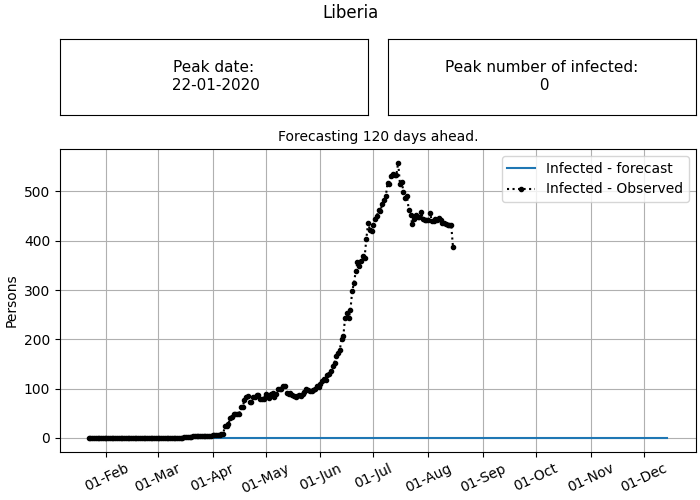 Liberia
Peak date:
22-01-2020
Peak number of infected:
0
Forecasting 120 days ahead.
Infected - forecast
Infected - Observed
Persons
500
400
300
200
100
0
01-Feb
01-Mar
01-Apr
01-May
01-Jun
01-Jul
01-Aug
01-Sep
01-Oct
01-Nov
01-Dec